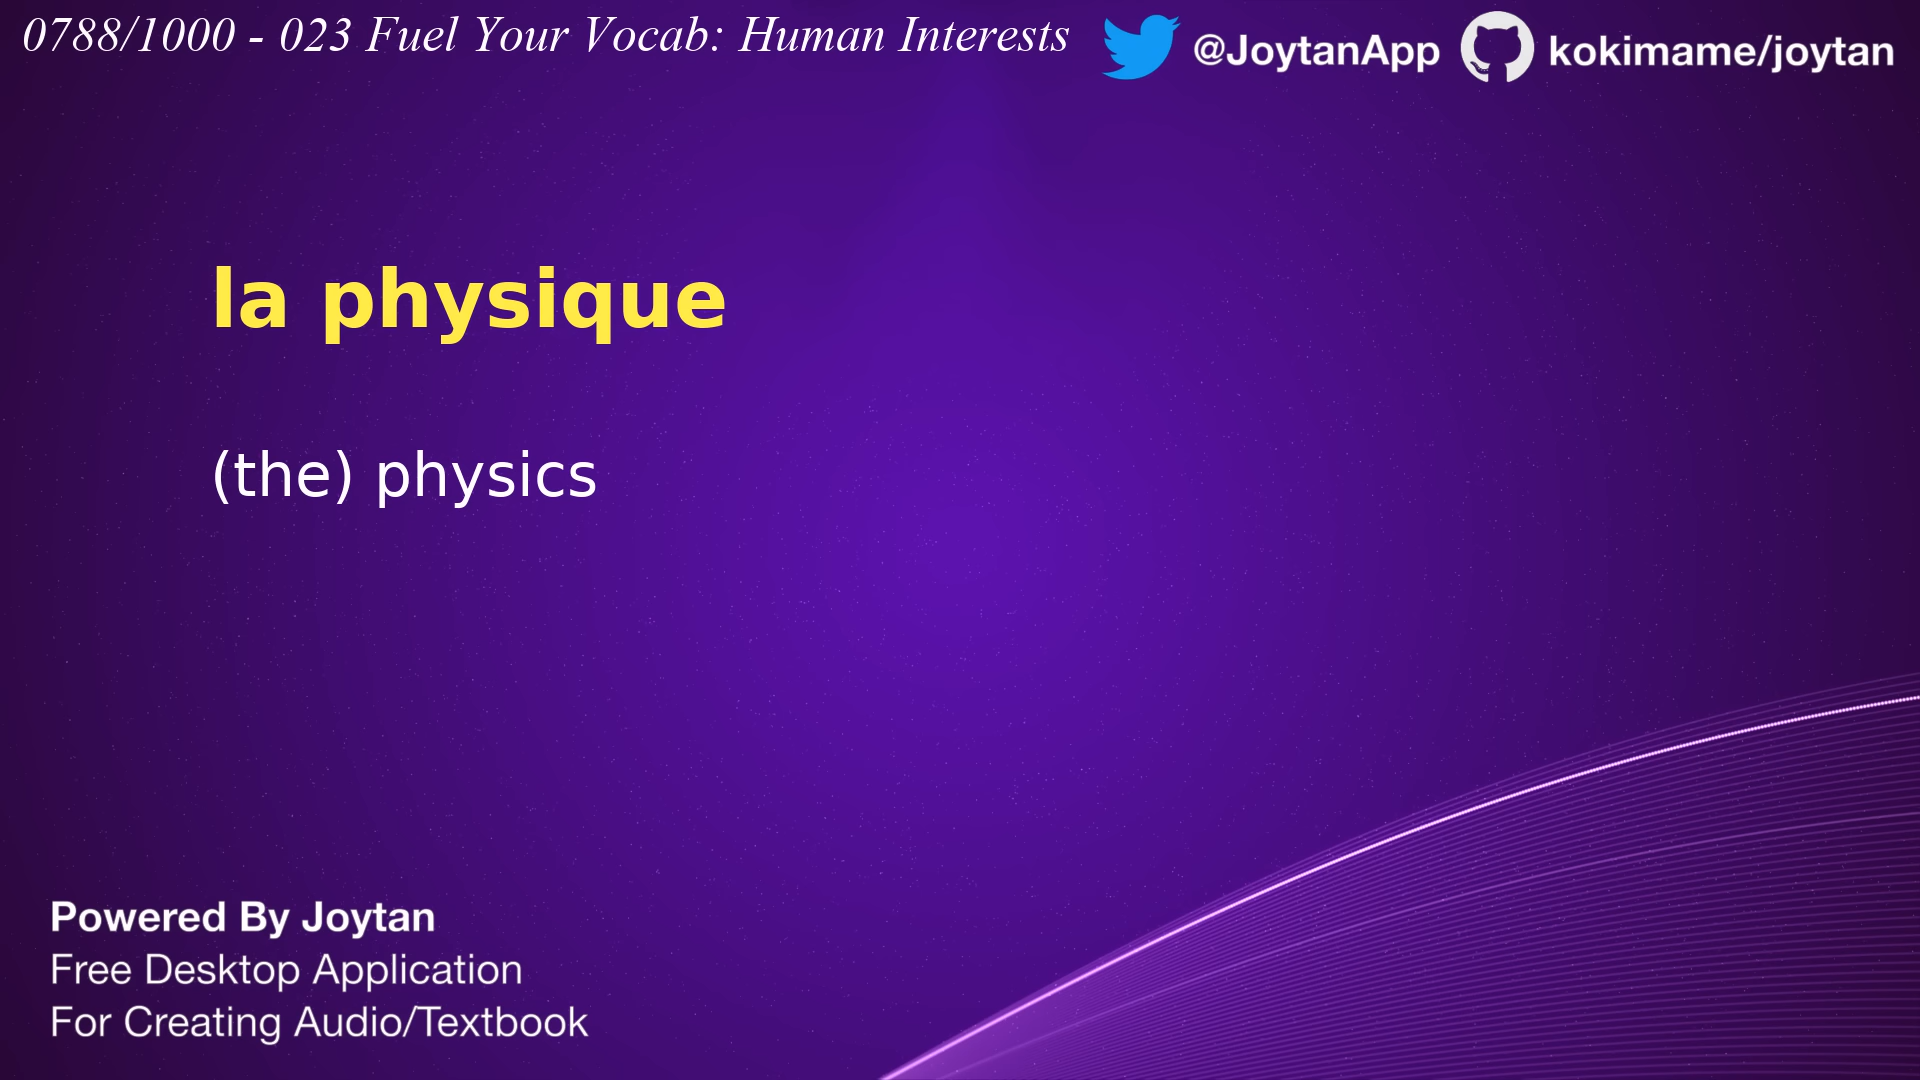 0788/1000 - 023 Fuel Your Vocab: Human Interests
@JoytanApp
kokimame/joytan
la physique
(the) physics
Powered By Joytan
Free Desktop Application
For Creating Audio/Textbook